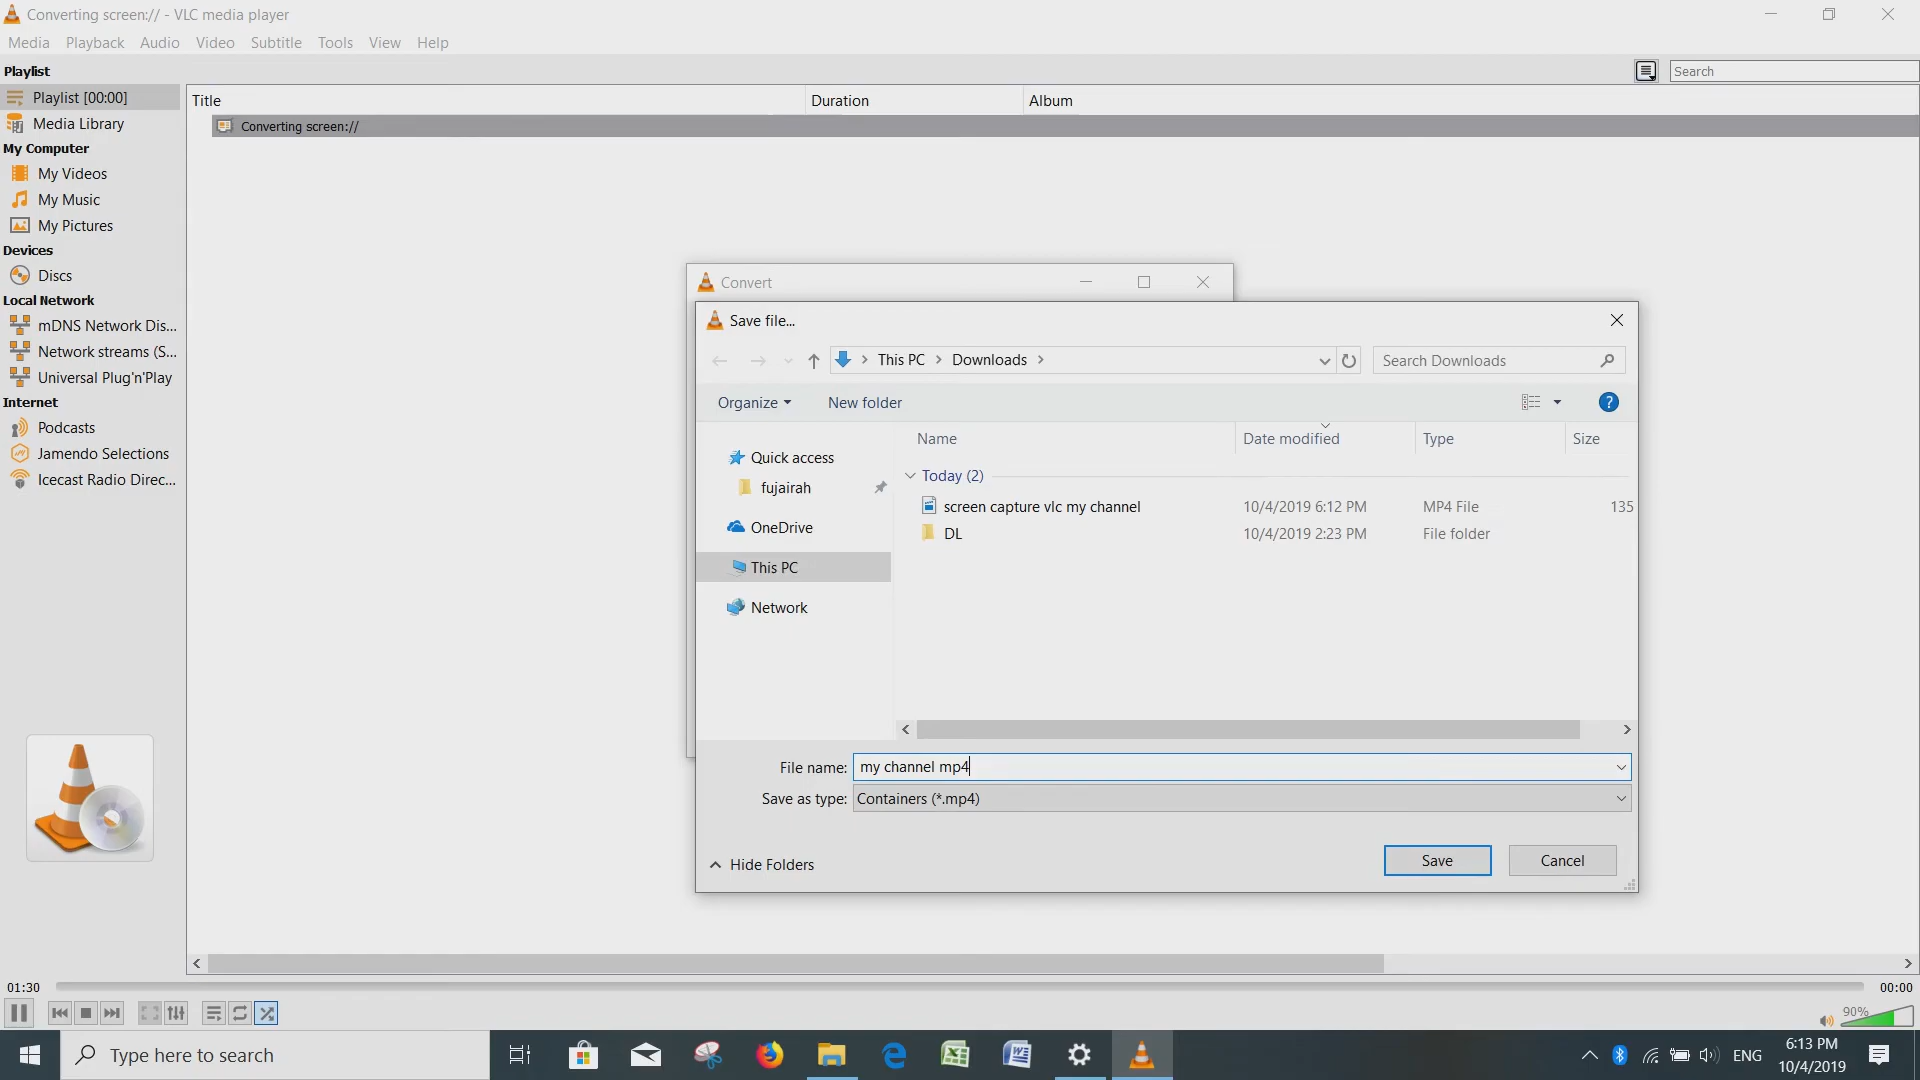 Converting screen:// - VLC media player
Media Playback Audio Video Subtitle Tools View Help
Playlist
Search
Playlist [00:00]
Title Duration Album
Media Library
Converting screen://
My Computer
My Videos
My Music
My Pictures
Devices
Discs
Local Network
mDNS Network Dis...
Network streams (S...
Universal Plug'n'Play
Internet
Podcasts
Jamendo Selections
Icecast Radio Direc...
Convert
Save file...
This PC Downloads
Search Downloads
Organize New folder
?
Name Date modified Type Size
Quick access
fujairah
OneDrive
This PC
Network
Today (2)
screen capture vlc my channel 10/4/2019 6:12 PM MP4 File 135
DL 10/4/2019 2:23 PM File folder
File name: my channel mp4
Save as type: Containers (*.mp4)
Hide Folders
Save
Cancel
01:30 00:00
90%
Type here to search
ENG
6:13 PM
10/4/2019